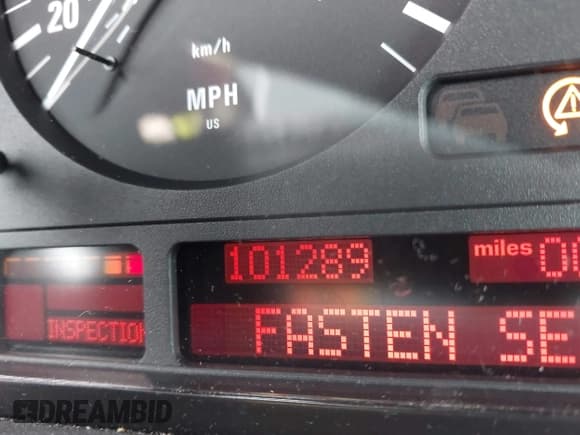 20
km/h
MPH
US
101289
miles
INSPECTION
FASTEN SE
DREAMBID